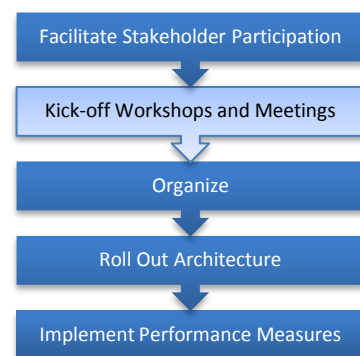 Facilitate Stakeholder Participation
Kick-off Workshops and Meetings
Organize
Roll Out Architecture
Implement Performance Measures